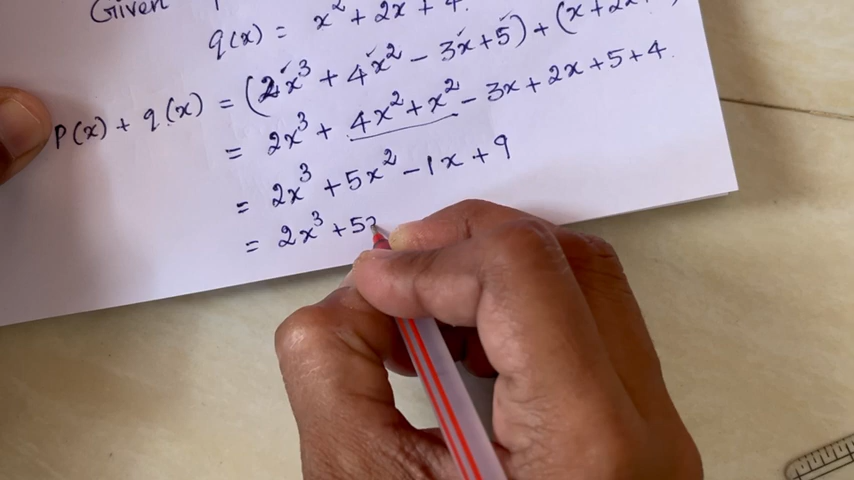 Given
q(x) = x² + 2x + 4.
p(x) + q(x) = (2x³ + 4x² - 3x + 5) + (x + 2x
= 2x³ + 4x² + x² - 3x + 2x + 5 + 4.
= 2x³ + 5x² - 1x + 9
= 2x³ + 5x